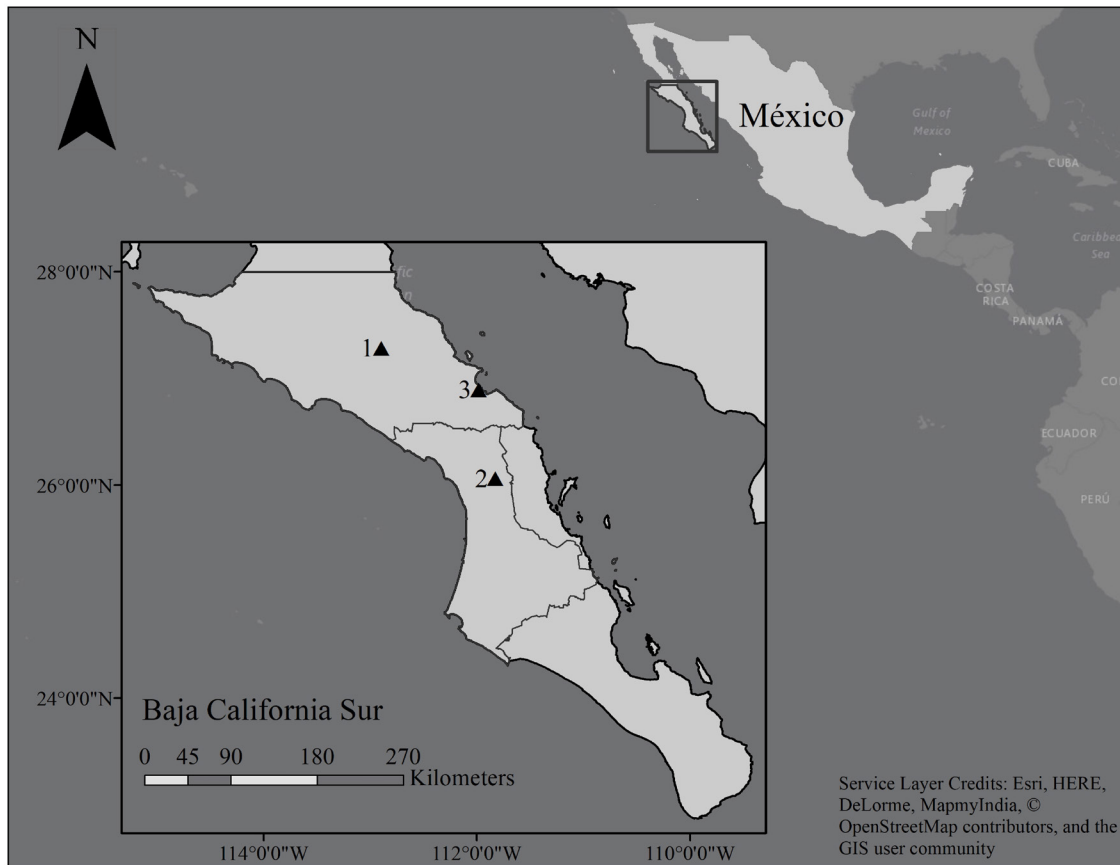 N
México
Gulf of
Mexico
CUBA
Caribbean
Sea
COSTA
RICA
PANAMÁ
ECUADOR
PERÚ
28°0'0"N
26°0'0"N
24°0'0"N
1
3
2
Baja California Sur
0 45 90 180 270
Kilometers
114°0'0"W 112°0'0"W 110°0'0"W
Service Layer Credits: Esri, HERE,
DeLorme, MapmyIndia, ©
OpenStreetMap contributors, and the
GIS user community